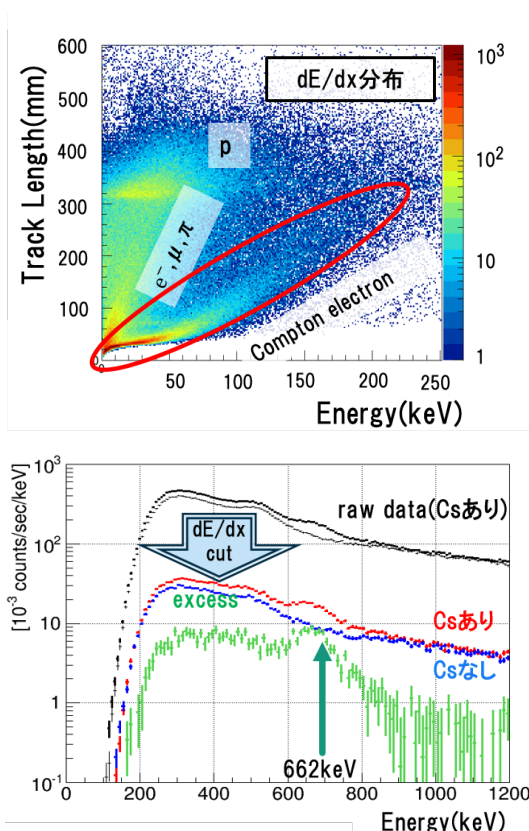 600
500
400
300
200
100
0
0
50
100
150
200
250
Track Length(mm)
Energy(keV)
dE/dx分布
p
e⁻,μ,π
Compton electron
10³
10²
10
1
10³
10²
10
1
10⁻¹
[10⁻³ counts/sec/keV]
raw data(Csあり)
dE/dx
cut
excess
Csあり
Csなし
662keV
0
200
400
600
800
1000
1200
Energy(keV)